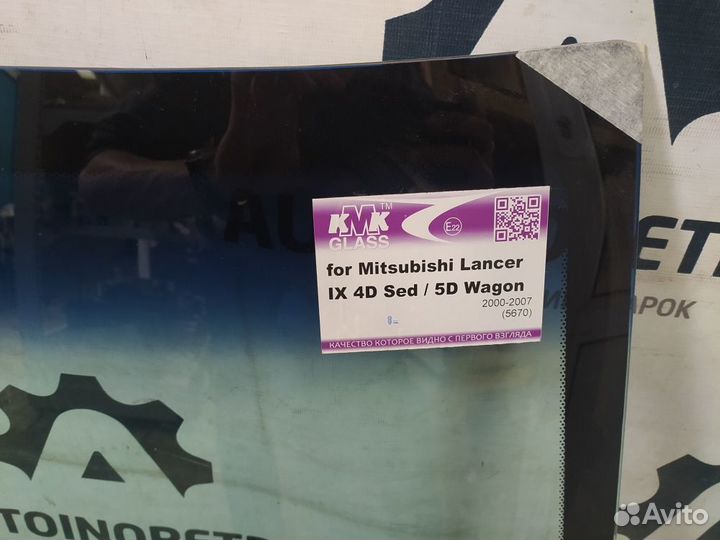 KMK TM
GLASS
E22
for Mitsubishi Lancer
IX 4D Sed / 5D Wagon
2000-2007
(5670)
КАЧЕСТВО КОТОРОЕ ВИДНО С ПЕРВОГО ВЗГЛЯДА
Avito